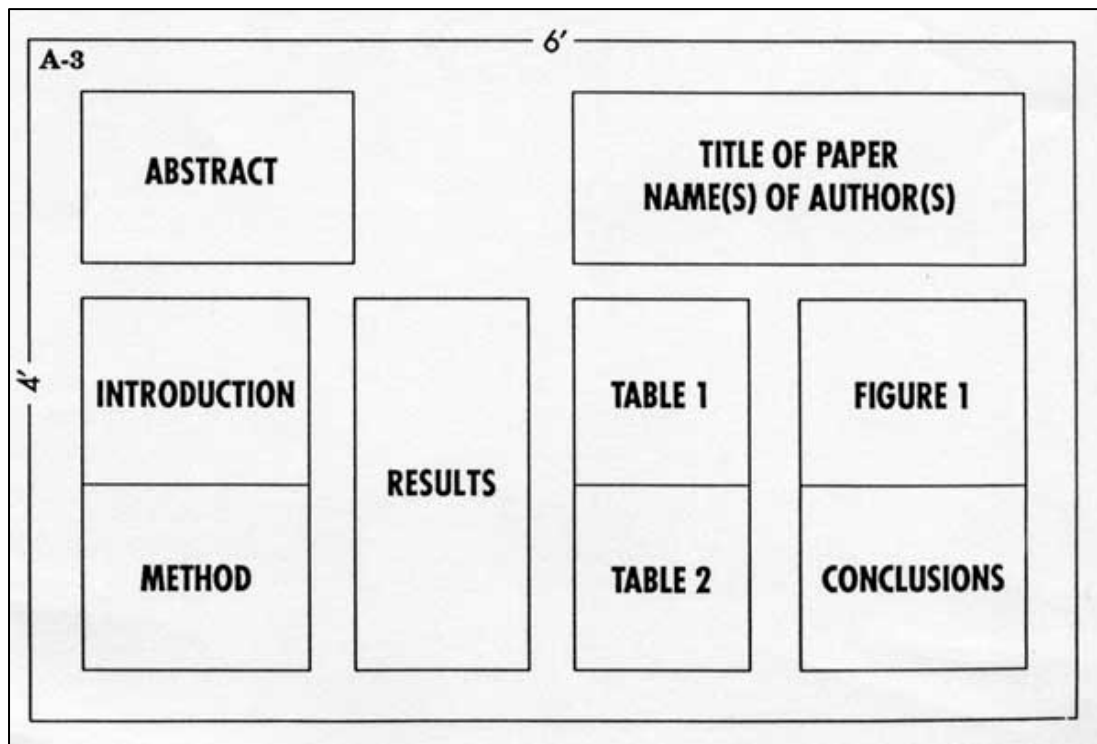 6'
A-3
ABSTRACT
TITLE OF PAPER
NAME(S) OF AUTHOR(S)
4'
INTRODUCTION
METHOD
RESULTS
TABLE 1
TABLE 2
FIGURE 1
CONCLUSIONS